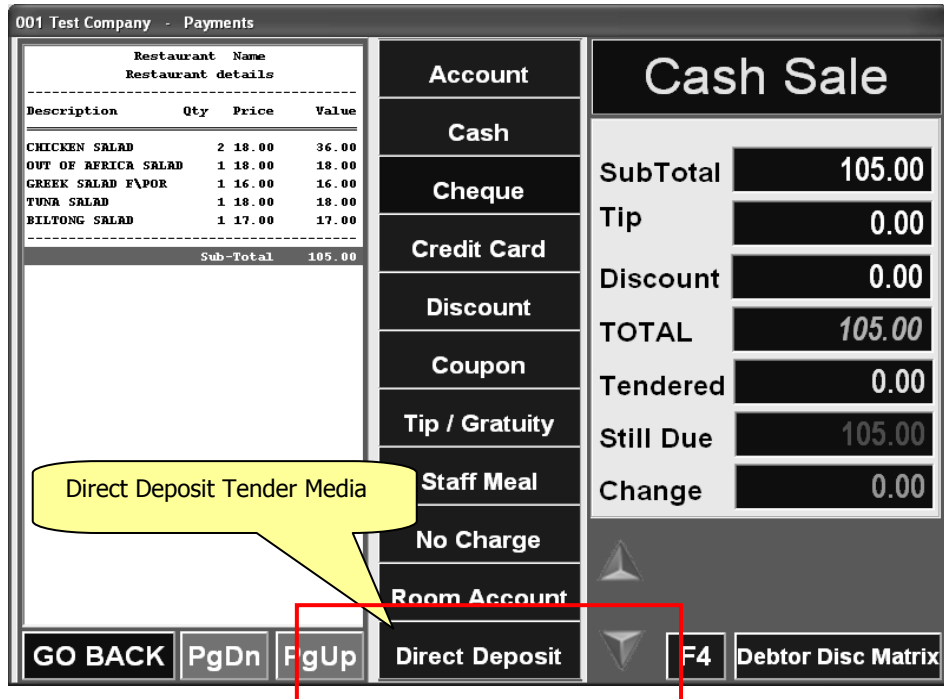 001 Test Company - Payments
Restaurant Name
Restaurant details
Description Qty Price Value
CHICKEN SALAD 2 18.00 36.00
OUT OF AFRICA SALAD 1 18.00 18.00
GREEK SALAD F\POR 1 16.00 16.00
TUNA SALAD 1 18.00 18.00
BILTONG SALAD 1 17.00 17.00
Sub-Total 105.00
Direct Deposit Tender Media
GO BACK PgDn PgUp
Account
Cash
Cheque
Credit Card
Discount
Coupon
Tip / Gratuity
Staff Meal
No Charge
Room Account
Direct Deposit
Cash Sale
SubTotal 105.00
Tip 0.00
Discount 0.00
TOTAL 105.00
Tendered 0.00
Still Due 105.00
Change 0.00
F4 Debtor Disc Matrix